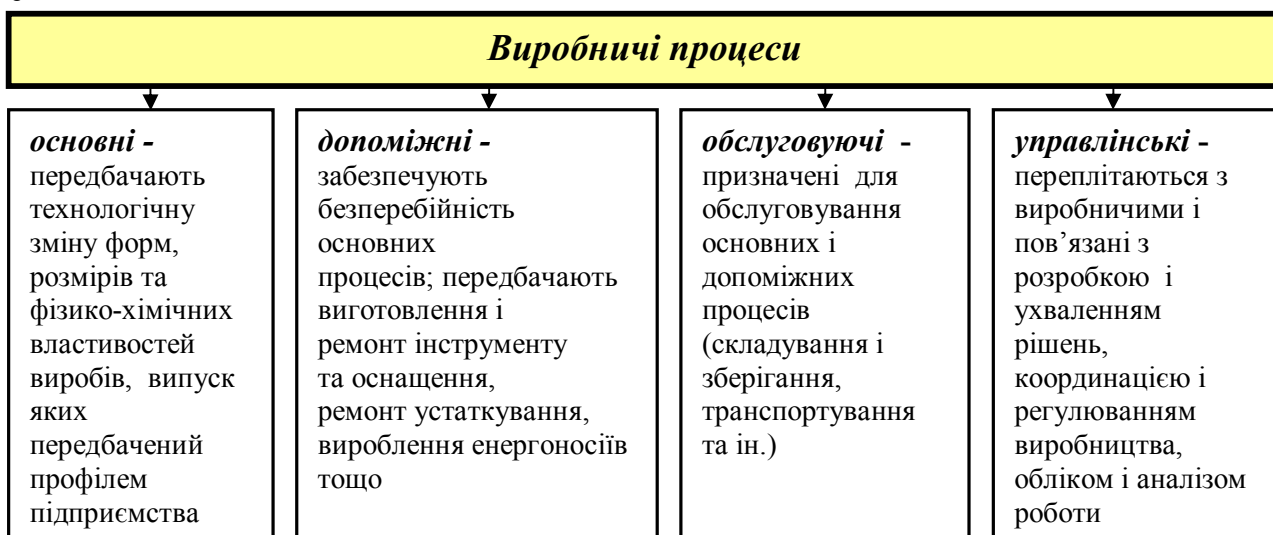 Виробничі процеси
основні -
передбачають
технологічну
зміну форм,
розмірів та
фізико-хімічних
властивостей
виробів, випуск
яких
передбачений
профілем
підприємства
допоміжні -
забезпечують
безперебійність
основних
процесів; передбачають
виготовлення і
ремонт інструменту
та оснащення,
ремонт устаткування,
вироблення енергоносіїв
тощо
обслуговуючі -
призначені для
обслуговування
основних і
допоміжних
процесів
(складування і
зберігання,
транспортування
та ін.)
управлінські -
переплітаються з
виробничими і
пов’язані з
розробкою і
ухваленням
рішень,
координацією і
регулюванням
виробництва,
обліком і аналізом
роботи